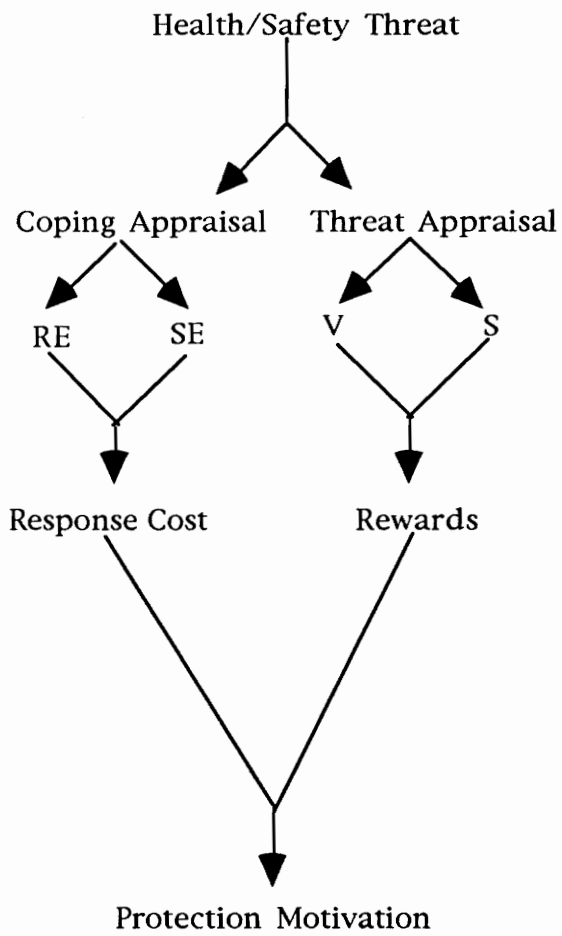 Health/Safety Threat
Coping Appraisal
Threat Appraisal
RE
SE
V
S
Response Cost
Rewards
Protection Motivation